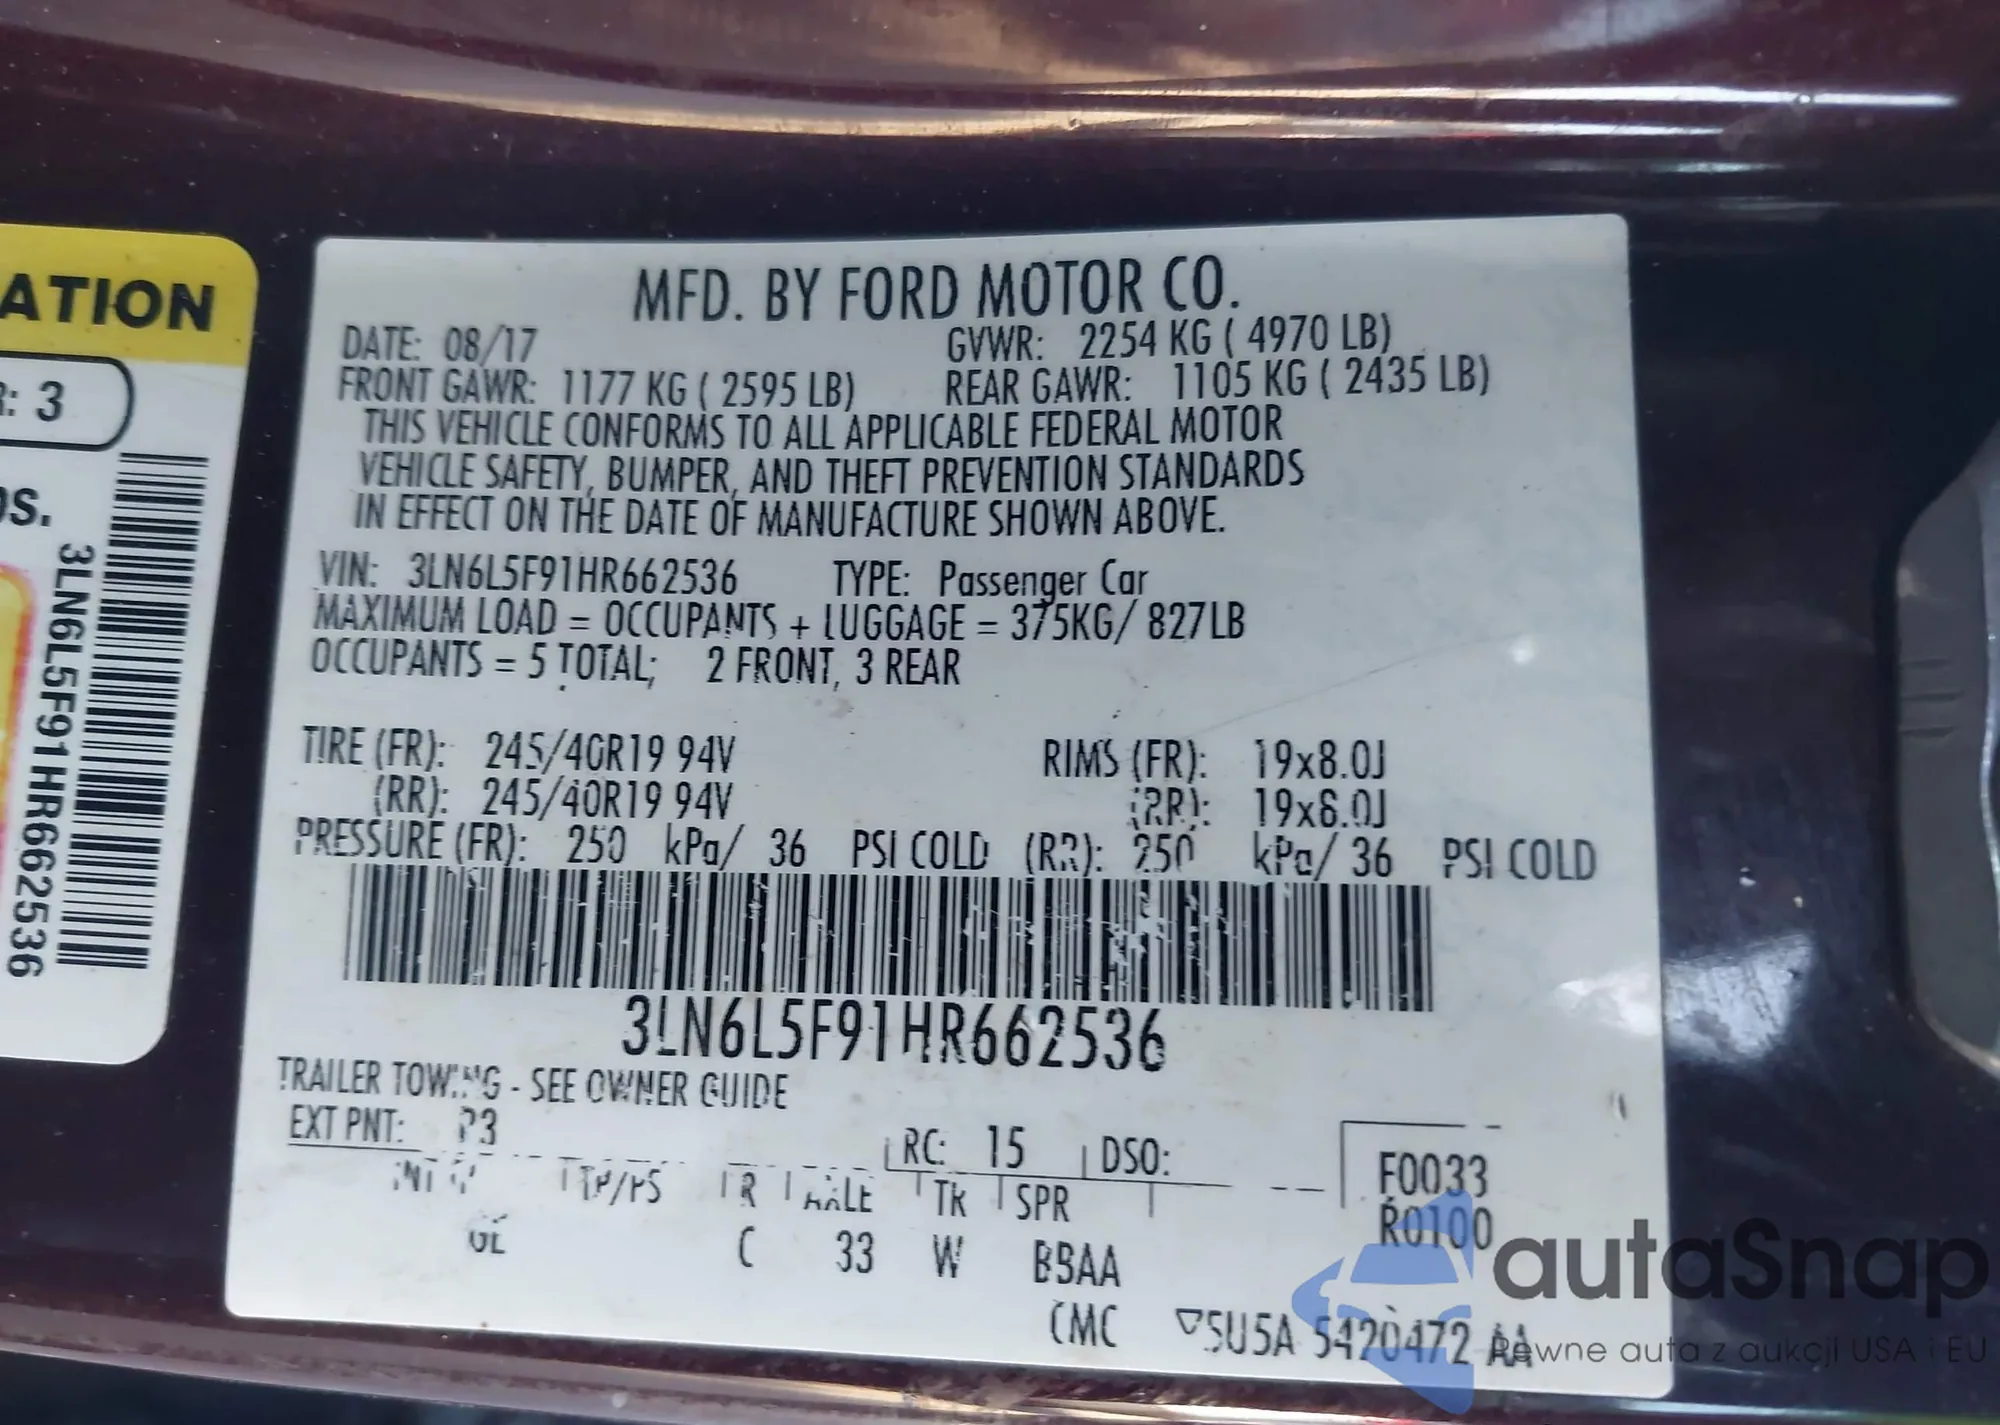 ATION
R: 3
os.
3LN6L5F91HR662536
MFD. BY FORD MOTOR CO.
DATE: 08/17 GVWR: 2254 KG ( 4970 LB)
FRONT GAWR: 1177 KG ( 2595 LB) REAR GAWR: 1105 KG ( 2435 LB)
THIS VEHICLE CONFORMS TO ALL APPLICABLE FEDERAL MOTOR
VEHICLE SAFETY, BUMPER, AND THEFT PREVENTION STANDARDS
IN EFFECT ON THE DATE OF MANUFACTURE SHOWN ABOVE.
VIN: 3LN6L5F91HR662536 TYPE: Passenger Car
MAXIMUM LOAD = OCCUPANTS + LUGGAGE = 375KG/ 827LB
OCCUPANTS = 5 TOTAL; 2 FRONT, 3 REAR
TIRE (FR): 245/40R19 94V RIMS (FR): 19x8.0J
(RR): 245/40R19 94V (RR): 19x8.0J
PRESSURE (FR): 250 kPa/ 36 PSI COLD (RR): 250 kPa/ 36 PSI COLD
3LN6L5F91HR662536
TRAILER TOWING - SEE OWNER GUIDE
EXT PNT: RC: 15 DSO: F0033
TP/PS R AXLE TR SPR R0100
C 33 W BBAA
CMC ▽5U5A 5420472 AA
autaSnap
Pewne auta z aukcji USA i EU